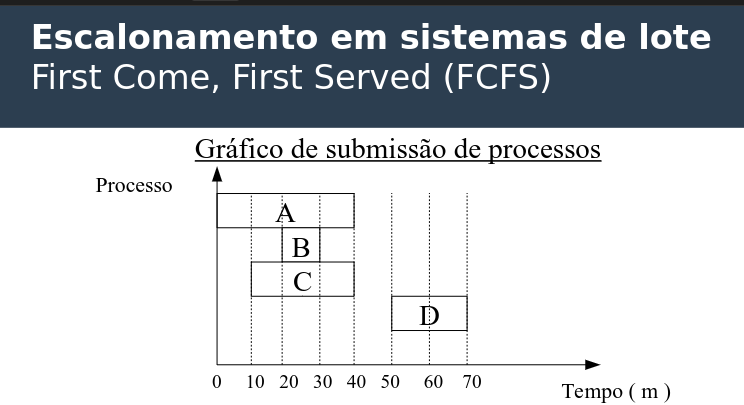 Escalonamento em sistemas de lote
First Come, First Served (FCFS)
Gráfico de submissão de processos
Processo
A
B
C
D
0 10 20 30 40 50 60 70
Tempo ( m )